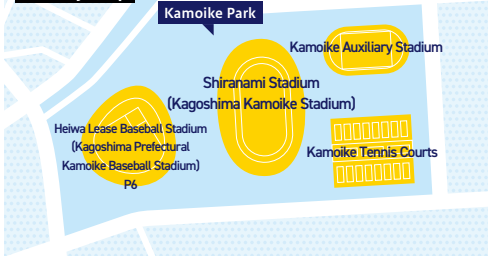 Kamoike Park
Kamoike Auxiliary Stadium
Shiranami Stadium
(Kagoshima Kamoike Stadium)
Heiwa Lease Baseball Stadium
(Kagoshima Prefectural
Kamoike Baseball Stadium)
P6
Kamoike Tennis Courts